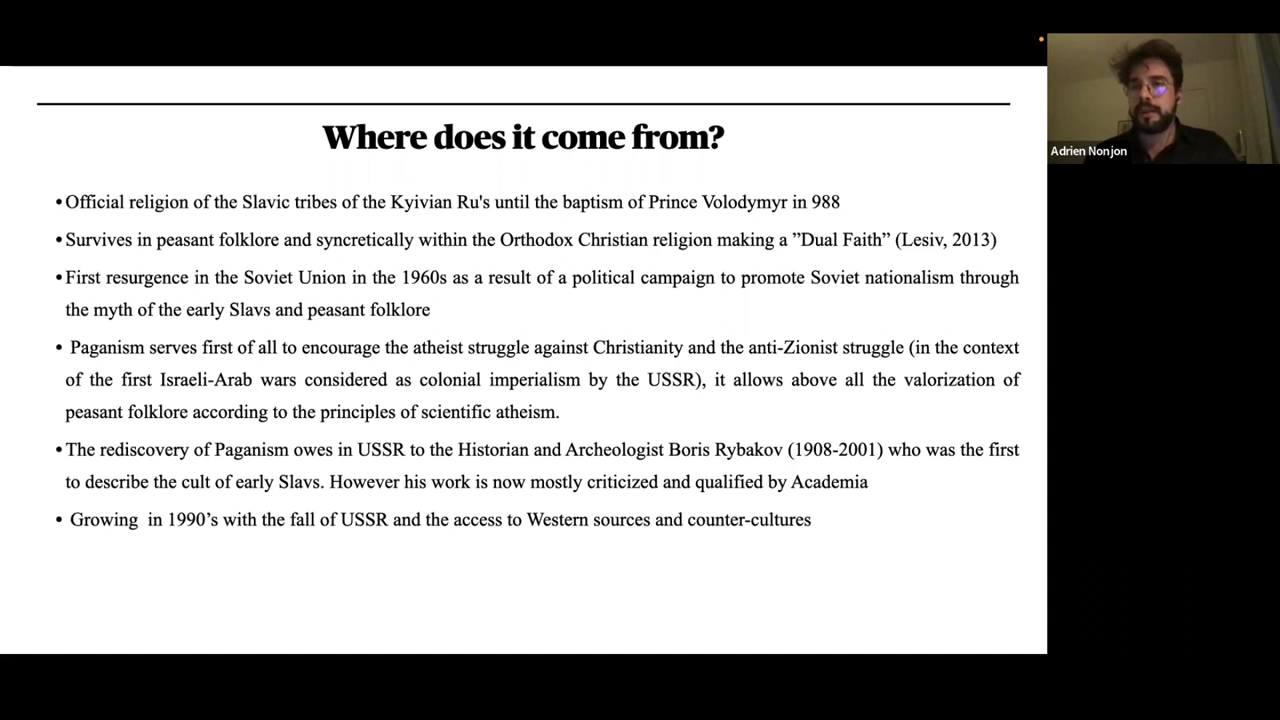 Where does it come from?
•Official religion of the Slavic tribes of the Kyivian Ru's until the baptism of Prince Volodymyr in 988
•Survives in peasant folklore and syncretically within the Orthodox Christian religion making a ”Dual Faith” (Lesiv, 2013)
•First resurgence in the Soviet Union in the 1960s as a result of a political campaign to promote Soviet nationalism through
the myth of the early Slavs and peasant folklore
• Paganism serves first of all to encourage the atheist struggle against Christianity and the anti-Zionist struggle (in the context
of the first Israeli-Arab wars considered as colonial imperialism by the USSR), it allows above all the valorization of
peasant folklore according to the principles of scientific atheism.
•The rediscovery of Paganism owes in USSR to the Historian and Archeologist Boris Rybakov (1908-2001) who was the first
to describe the cult of early Slavs. However his work is now mostly criticized and qualified by Academia
• Growing  in 1990’s with the fall of USSR and the access to Western sources and counter-cultures
Adrien Nonjon